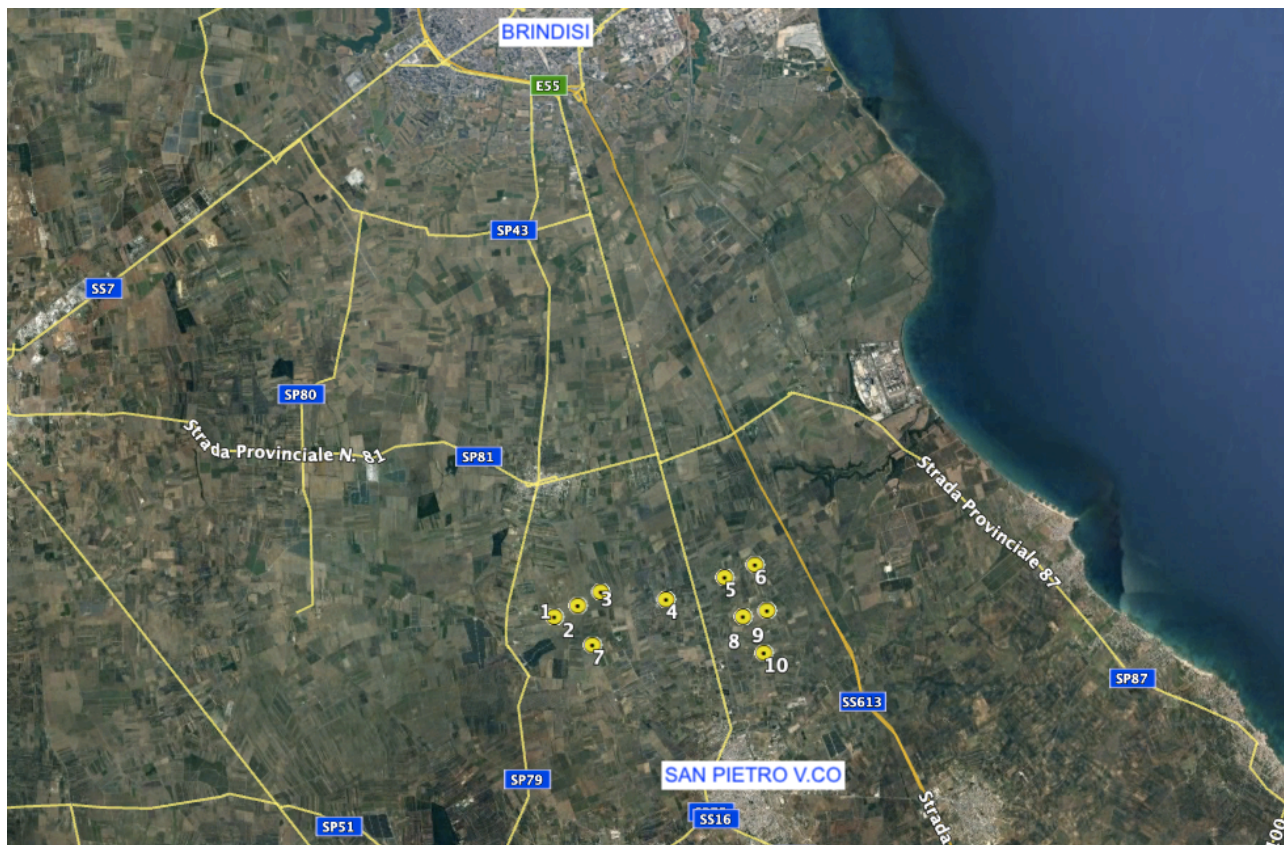 BRINDISI
E55
SP43
SS7
SP80
Strada Provinciale N. 81
SP81
Strada Provinciale 87
6
5
3
4
1
2
8
9
7
10
SP87
SS613
SAN PIETRO V.CO
SP79
SS16
SP51
Strada